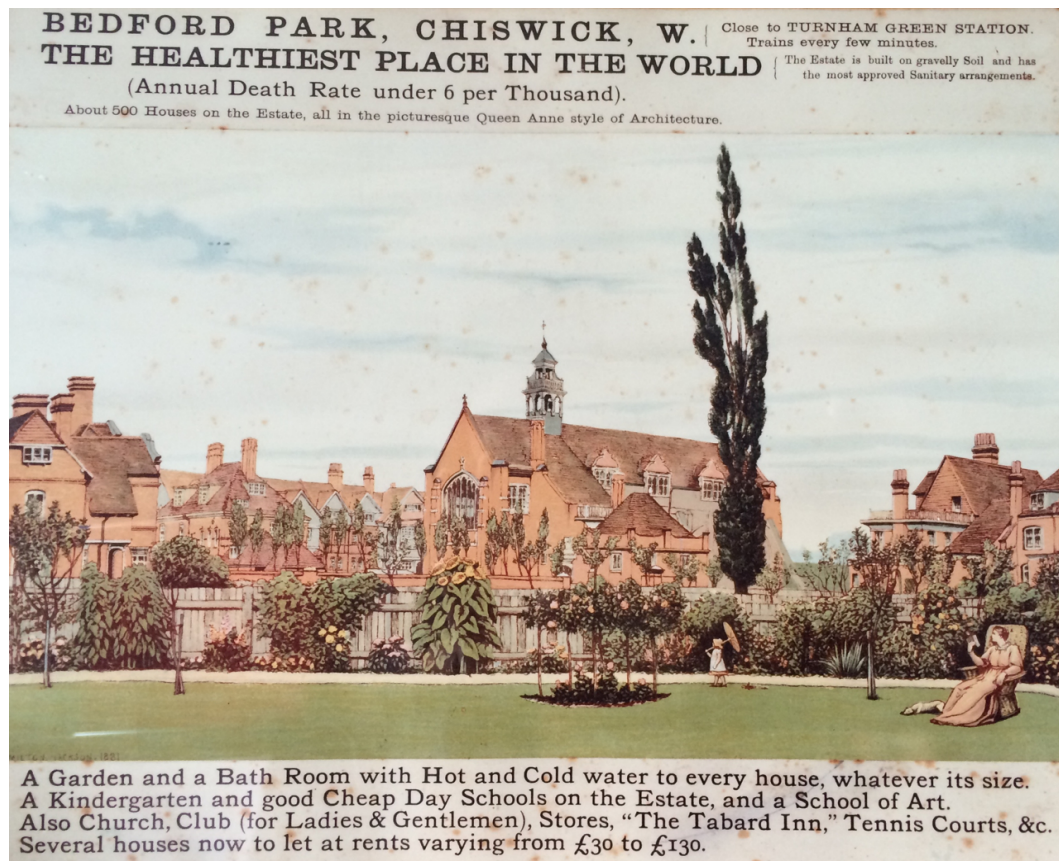 BEDFORD PARK, CHISWICK, W.
Close to TURNHAM GREEN STATION.
Trains every few minutes.
THE HEALTHIEST PLACE IN THE WORLD
The Estate is built on gravelly Soil and has
the most approved Sanitary arrangements.
(Annual Death Rate under 6 per Thousand).
About 500 Houses on the Estate, all in the picturesque Queen Anne style of Architecture.
A Garden and a Bath Room with Hot and Cold water to every house, whatever its size.
A Kindergarten and good Cheap Day Schools on the Estate, and a School of Art.
Also Church, Club (for Ladies & Gentlemen), Stores, “The Tabard Inn,” Tennis Courts, &c.
Several houses now to let at rents varying from £30 to £130.